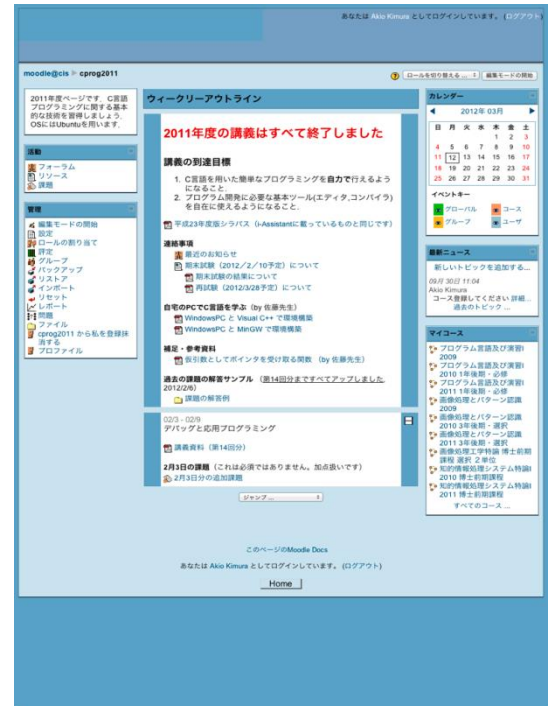 あなたは Akio Kimura としてログインしています。 (ログアウト)
moodle@cis ► cprog2011
ロールを切り替える ...
編集モードの開始
2011年度ページです．C言語
プログラミングに関する基本
的な技術を習得しましょう．
OSにはUbuntuを用います．
活動
フォーラム
リソース
課題
管理
編集モードの開始
設定
ロールの割り当て
評定
グループ
バックアップ
リストア
インポート
リセット
レポート
問題
ファイル
cprog2011 から私を登録抹
消する
プロファイル
ウィークリーアウトライン
2011年度の講義はすべて終了しました
講義の到達目標
1. C言語を用いた簡単なプログラミングを自力で行えるよう
になること．
2. プログラム開発に必要な基本ツール(エディタ,コンパイラ)
を自在に使えるようになること．
平成23年度版シラバス (i-Assistantに載っているものと同じです)
連絡事項
最近のお知らせ
期末試験（2012／2／10予定）について
期末試験の結果について
再試験（2012/3/28予定）について
自宅のPCでC言語を学ぶ（by 佐藤先生）
WindowsPC と Visual C++ で環境構築
WindowsPC と MinGW で環境構築
補足・参考資料
仮引数としてポインタを受け取る関数 （by 佐藤先生）
過去の課題の解答サンプル （第14回分まですべてアップしました.
2012/2/6)
課題の解答例
02/3 - 02/9
デバッグと応用プログラミング
講義資料（第14回分）
2月3日の課題（これは必須ではありません。加点扱いです）
2月3日分の追加課題
ジャンプ ...
カレンダー
◄ 2012年 03月 ►
日 月 火 水 木 金 土
1 2 3
4 5 6 7 8 9 10
11 12 13 14 15 16 17
18 19 20 21 22 23 24
25 26 27 28 29 30 31
イベントキー
グローバル コース
グループ ユーザ
最新ニュース
新しいトピックを追加する...
09月 30日 11:04
Akio Kimura
コース登録してください 詳細...
過去のトピック ...
マイコース
プログラム言語及び演習I
2009
プログラム言語及び演習I
2010 1年後期・必修
プログラム言語及び演習I
2011 1年後期・必修
画像処理とパターン認識
2009
画像処理とパターン認識
2010 3年後期・選択
画像処理とパターン認識
2011 3年後期・選択
画像処理工学特論 博士前期
課程 選択 2 単位
知的情報処理システム特論I
2010 博士前期課程
知的情報処理システム特論I
2011 博士前期課程
すべてのコース ...
このページのMoodle Docs
あなたは Akio Kimura としてログインしています。 (ログアウト)
Home